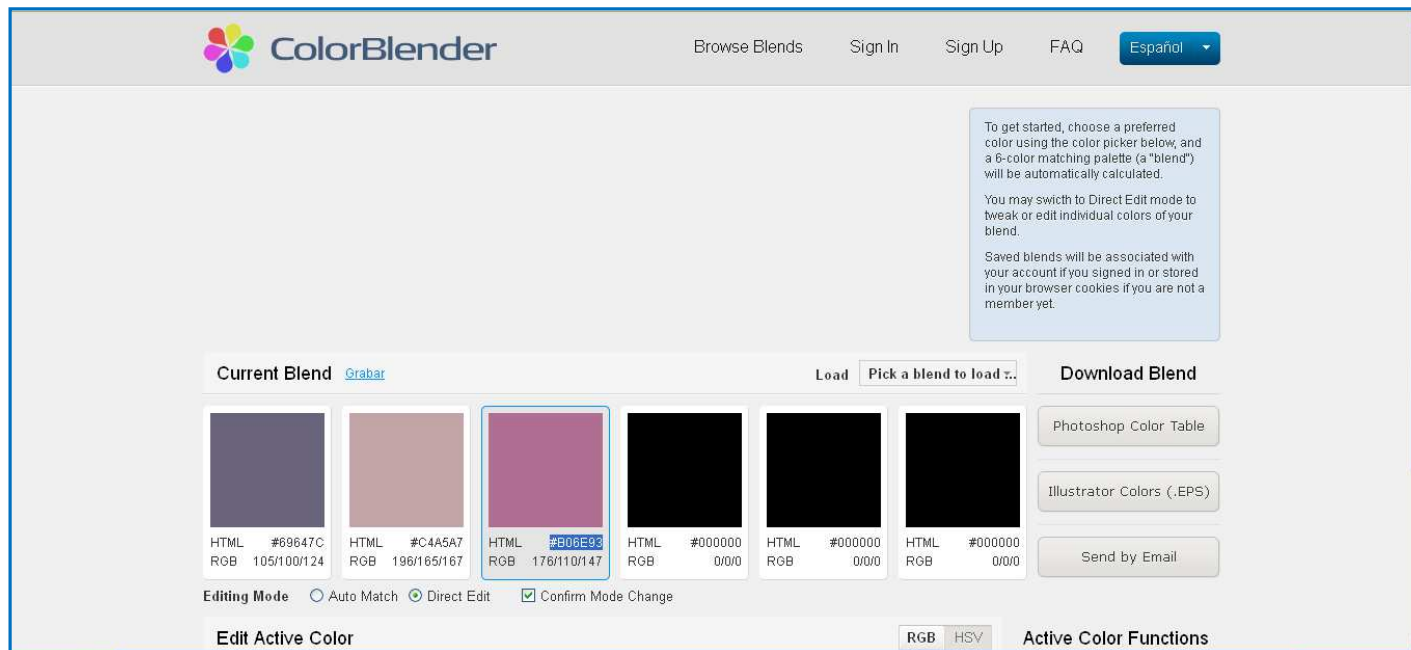 ColorBlender
Browse Blends Sign In Sign Up FAQ Español
To get started, choose a preferred
color using the color picker below, and
a 6-color matching palette (a "blend")
will be automatically calculated.
You may swicth to Direct Edit mode to
tweak or edit individual colors of your
blend.
Saved blends will be associated with
your account if you signed in or stored
in your browser cookies if you are not a
member yet.
Current Blend Grabar Load Pick a blend to load ... Download Blend
Photoshop Color Table
Illustrator Colors (.EPS)
Send by Email
HTML #69647C HTML #C4A5A7 HTML #B06E93 HTML #000000 HTML #000000 HTML #000000
RGB 105/100/124 RGB 196/165/167 RGB 176/110/147 RGB 0/0/0 RGB 0/0/0 RGB 0/0/0
Editing Mode Auto Match Direct Edit Confirm Mode Change
Edit Active Color RGB HSV Active Color Functions